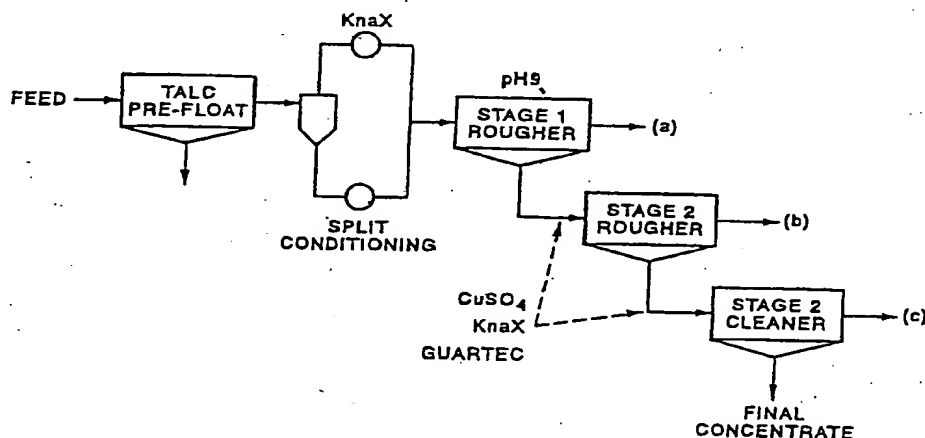 KnaX
FEED
TALC
PRE-FLOAT
SPLIT
CONDITIONING
pH9
STAGE 1
ROUGHER
(a)
STAGE 2
ROUGHER
(b)
CuSO4
KnaX
GUARTEC
STAGE 2
CLEANER
(c)
FINAL
CONCENTRATE